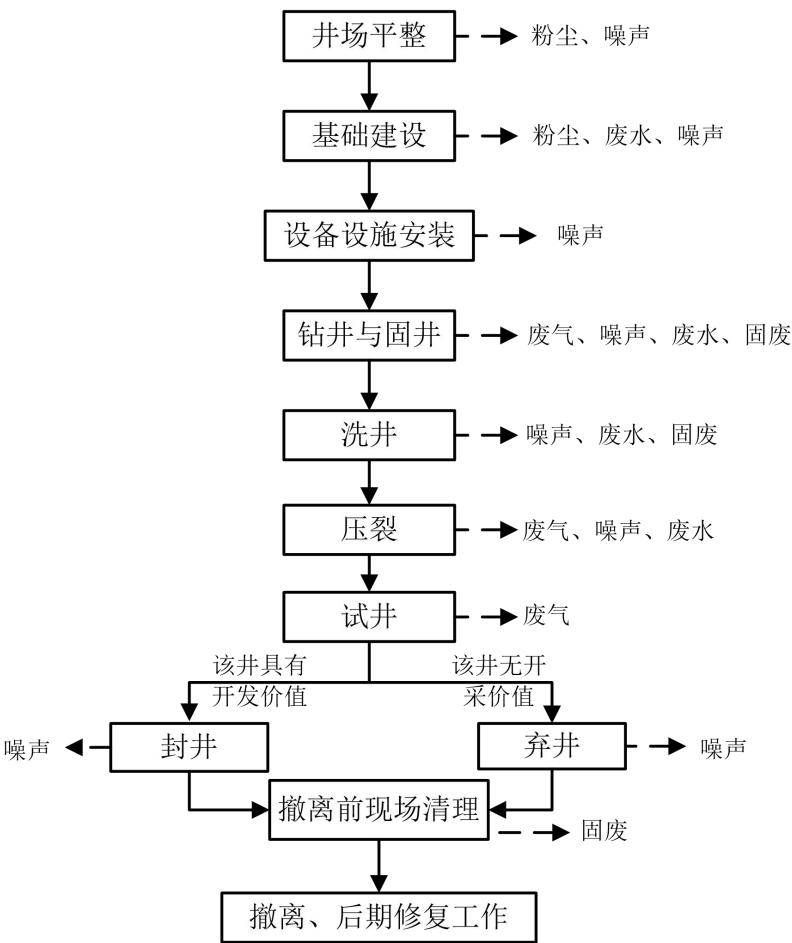 井场平整
粉尘、噪声
基础建设
粉尘、废水、噪声
设备设施安装
噪声
钻井与固井
废气、噪声、废水、固废
洗井
噪声、废水、固废
压裂
废气、噪声、废水
试井
废气
该井具有
开发价值
该井无开
采价值
噪声
封井
弃井
噪声
撤离前现场清理
固废
撤离、后期修复工作